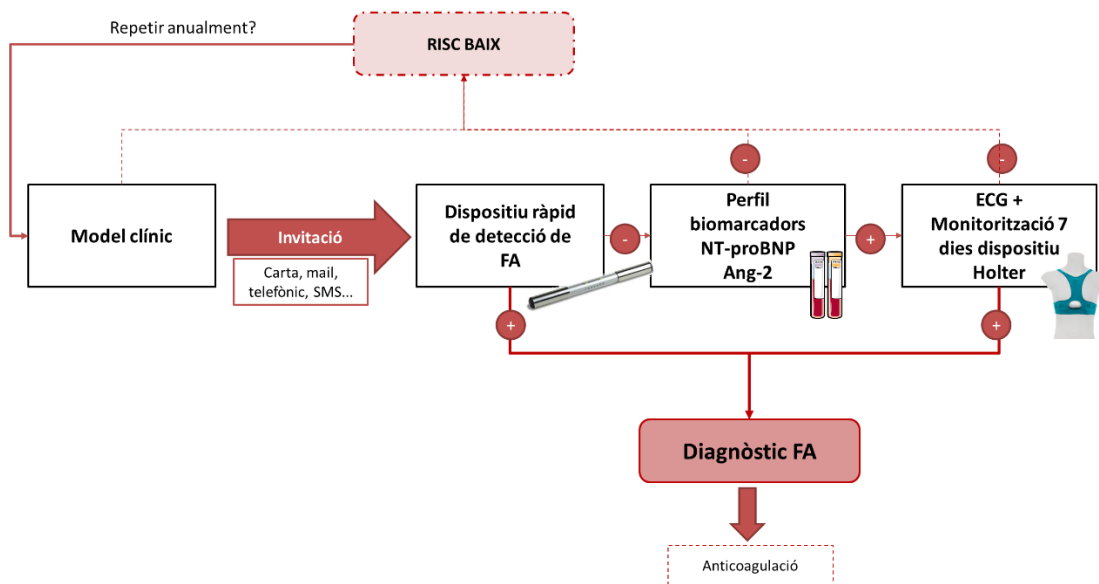 Repetir anualment?
RISC BAIX
-
-
Model clínic
Invitació
Carta, mail,
telefònic, SMS...
Dispositiu ràpid
de detecció de
FA
-
Perfil
biomarcadors
NT-proBNP
Ang-2
+
ECG +
Monitorització 7
dies dispositiu
Holter
+
+
Diagnòstic FA
Anticoagulació